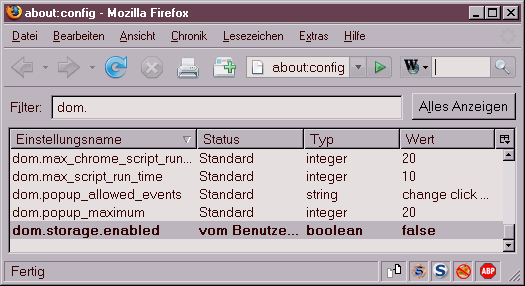 about:config - Mozilla Firefox
Datei Bearbeiten Ansicht Chronik Lesezeichen Extras Hilfe
about:config W
Filter: dom. Alles Anzeigen
Einstellungsname Status Typ Wert
dom.max_chrome_script_run... Standard integer 20
dom.max_script_run_time Standard integer 10
dom.popup_allowed_events Standard string change click ...
dom.popup_maximum Standard integer 20
dom.storage.enabled vom Benutze... boolean false
Fertig S S ABP